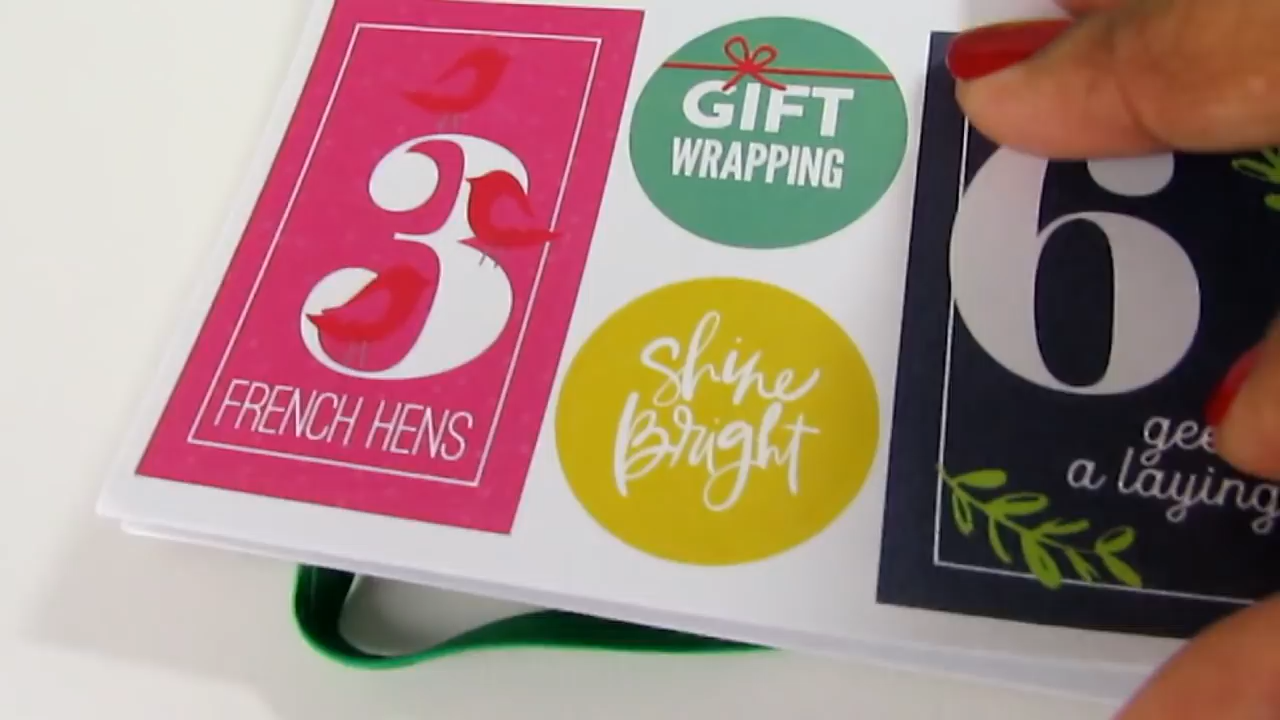 3
FRENCH HENS
GIFT
WRAPPING
Shine
Bright
6
a laying